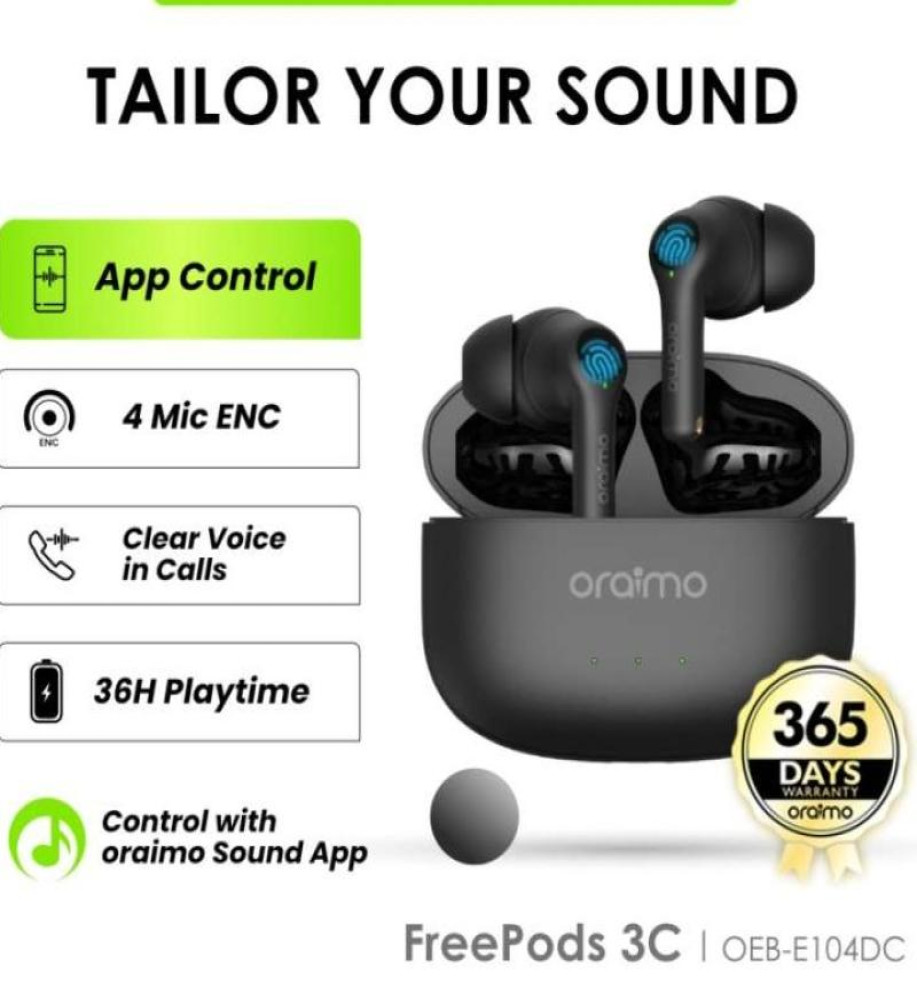 TAILOR YOUR SOUND
App Control
ENC
4 Mic ENC
Clear Voice
in Calls
36H Playtime
Control with
oraimo Sound App
oraimo
oraimo
oraimo
365
DAYS
WARRANTY
oraimo
FreePods 3C | OEB-E104DC